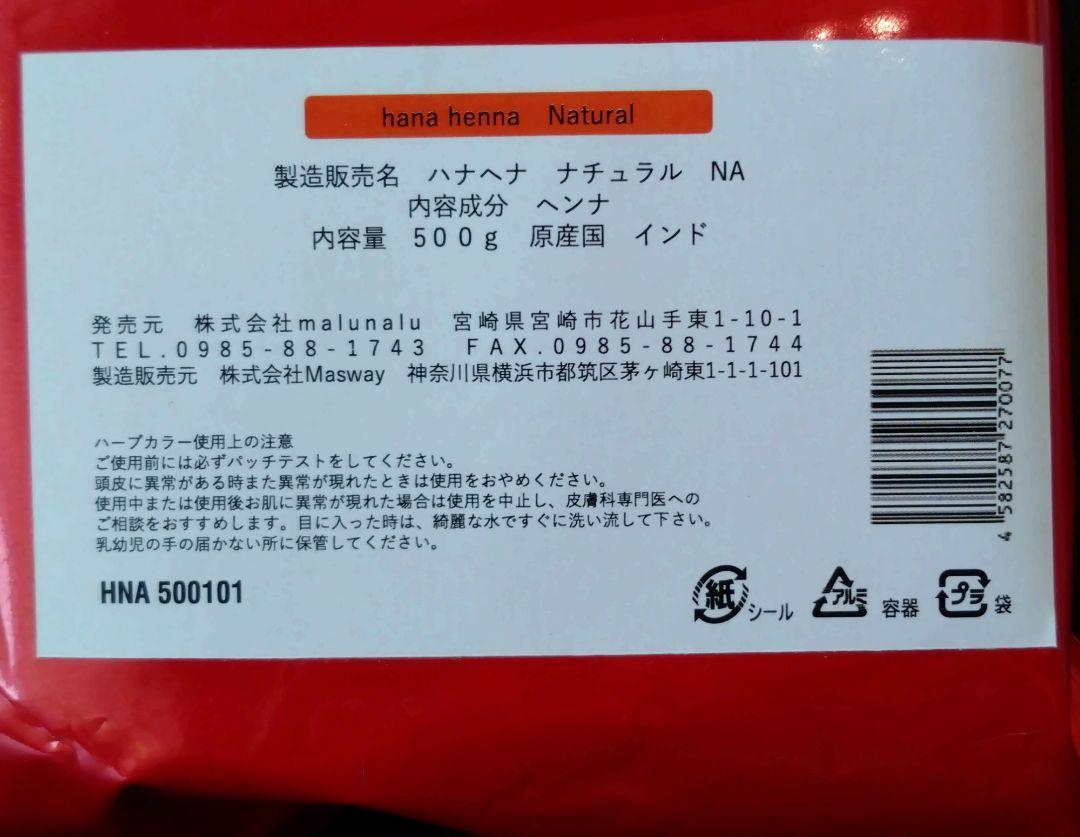 hana henna Natural
製造販売名 ハナヘナ ナチュラル NA
内容成分 ヘンナ
内容量 500g 原産国 インド
発売元 株式会社malunalu 宮崎県宮崎市花山手東1-10-1
TEL.0985-88-1743 FAX.0985-88-1744
製造販売元 株式会社Masway 神奈川県横浜市都筑区茅ヶ崎東1-1-1-101
ハーブカラー使用上の注意
ご使用前には必ずパッチテストをしてください。
頭皮に異常がある時また異常が現れたときは使用をおやめください。
使用中または使用後お肌に異常が現れた場合は使用を中止し、皮膚科専門医への
ご相談をおすすめします。目に入った時は、綺麗な水ですぐに洗い流して下さい。
乳幼児の手の届かない所に保管してください。
4 582587 270077
HNA 500101
紙 シール アルミ 容器 プラ 袋